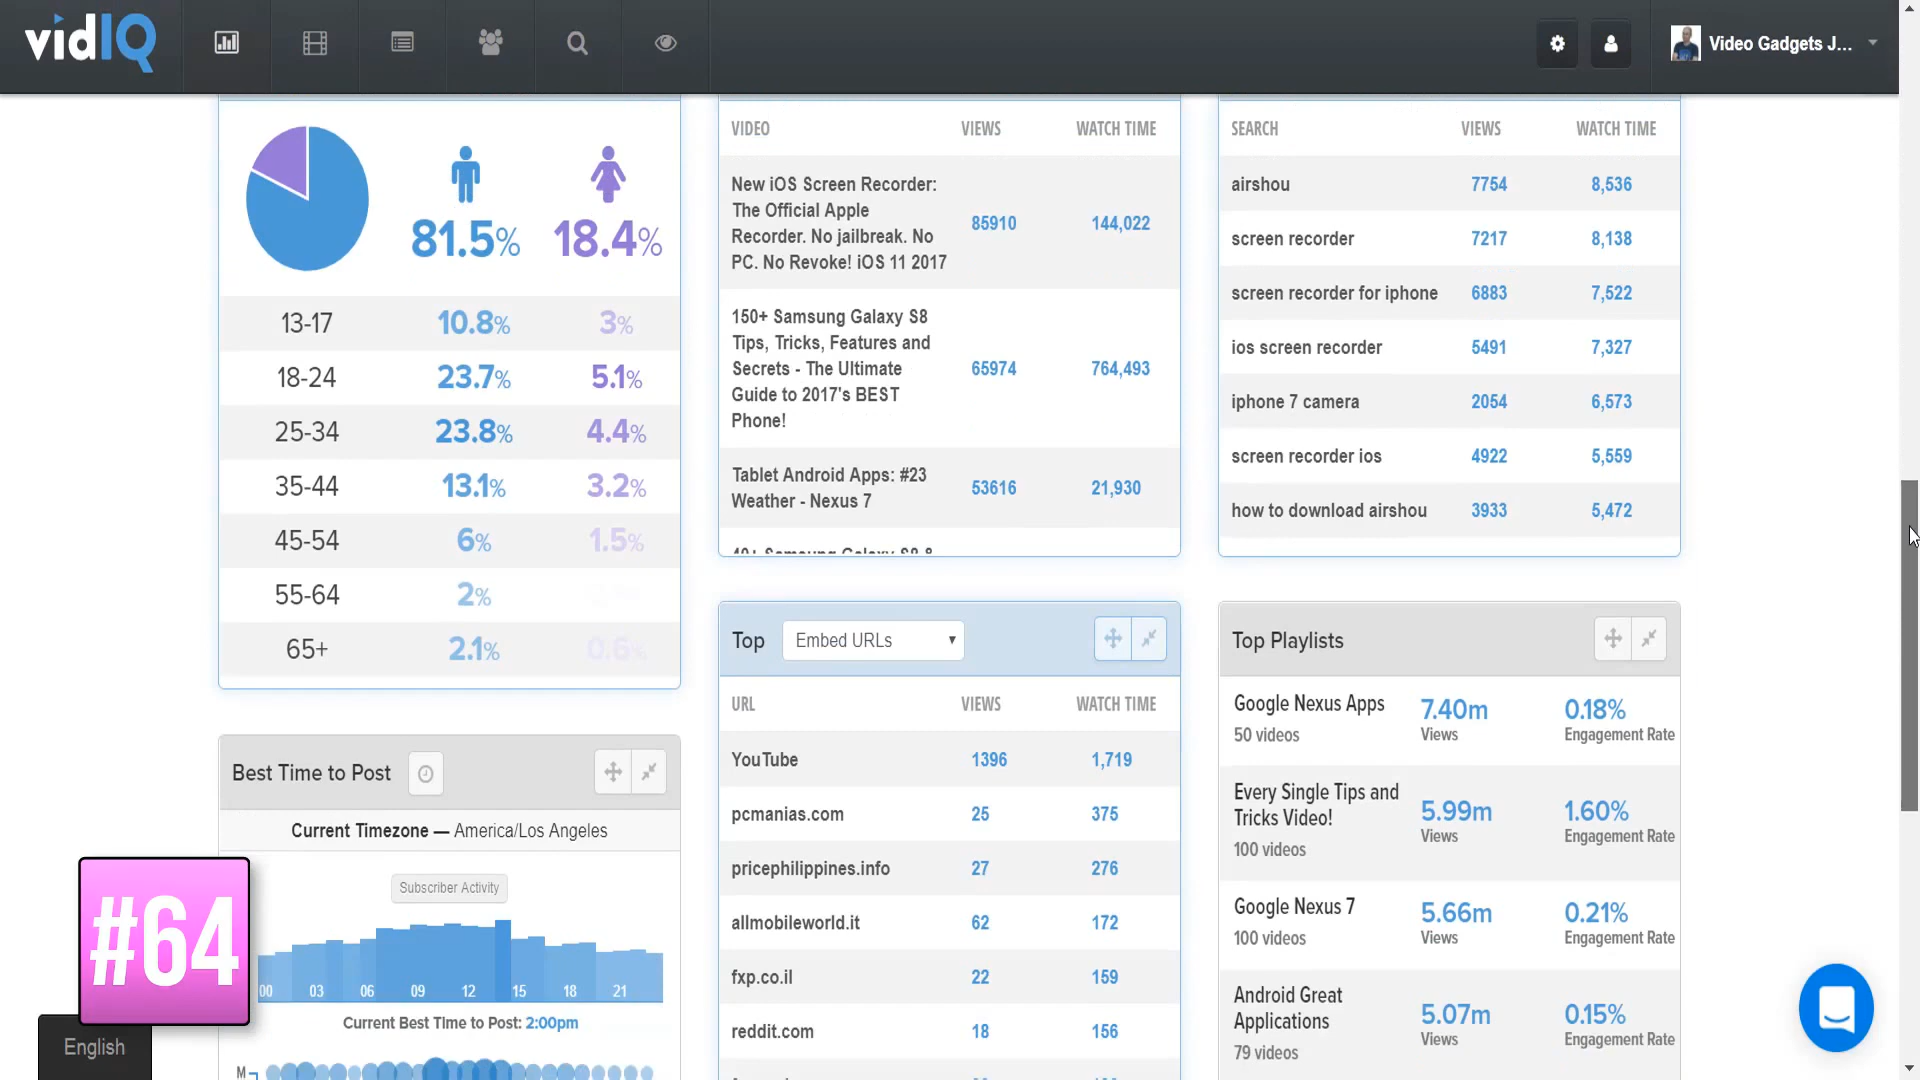 vidIQ
Video Gadgets J...
81.5% 18.4%
13-17 10.8% 3%
18-24 23.7% 5.1%
25-34 23.8% 4.4%
35-44 13.1% 3.2%
45-54 6% 1.5%
55-64 2%
65+ 2.1% 0.6%
VIDEO VIEWS WATCH TIME
New iOS Screen Recorder:
The Official Apple
Recorder. No jailbreak. No
PC. No Revoke! iOS 11 2017
85910 144,022
150+ Samsung Galaxy S8
Tips, Tricks, Features and
Secrets - The Ultimate
Guide to 2017's BEST
Phone!
65974 764,493
Tablet Android Apps: #23
Weather - Nexus 7
53616 21,930
40+ Samsung Galaxy S8 &
SEARCH VIEWS WATCH TIME
airshou 7754 8,536
screen recorder 7217 8,138
screen recorder for iphone 6883 7,522
ios screen recorder 5491 7,327
iphone 7 camera 2054 6,573
screen recorder ios 4922 5,559
how to download airshou 3933 5,472
Best Time to Post
Current Timezone — America/Los Angeles
Subscriber Activity
00 03 06 09 12 15 18 21
Current Best TIme to Post: 2:00pm
M
#64
English
Top Embed URLs
URL VIEWS WATCH TIME
YouTube 1396 1,719
pcmanias.com 25 375
pricephilippines.info 27 276
allmobileworld.it 62 172
fxp.co.il 22 159
reddit.com 18 156
Top Playlists
Google Nexus Apps
50 videos
7.40m
Views
0.18%
Engagement Rate
Every Single Tips and
Tricks Video!
100 videos
5.99m
Views
1.60%
Engagement Rate
Google Nexus 7
100 videos
5.66m
Views
0.21%
Engagement Rate
Android Great
Applications
79 videos
5.07m
Views
0.15%
Engagement Rate